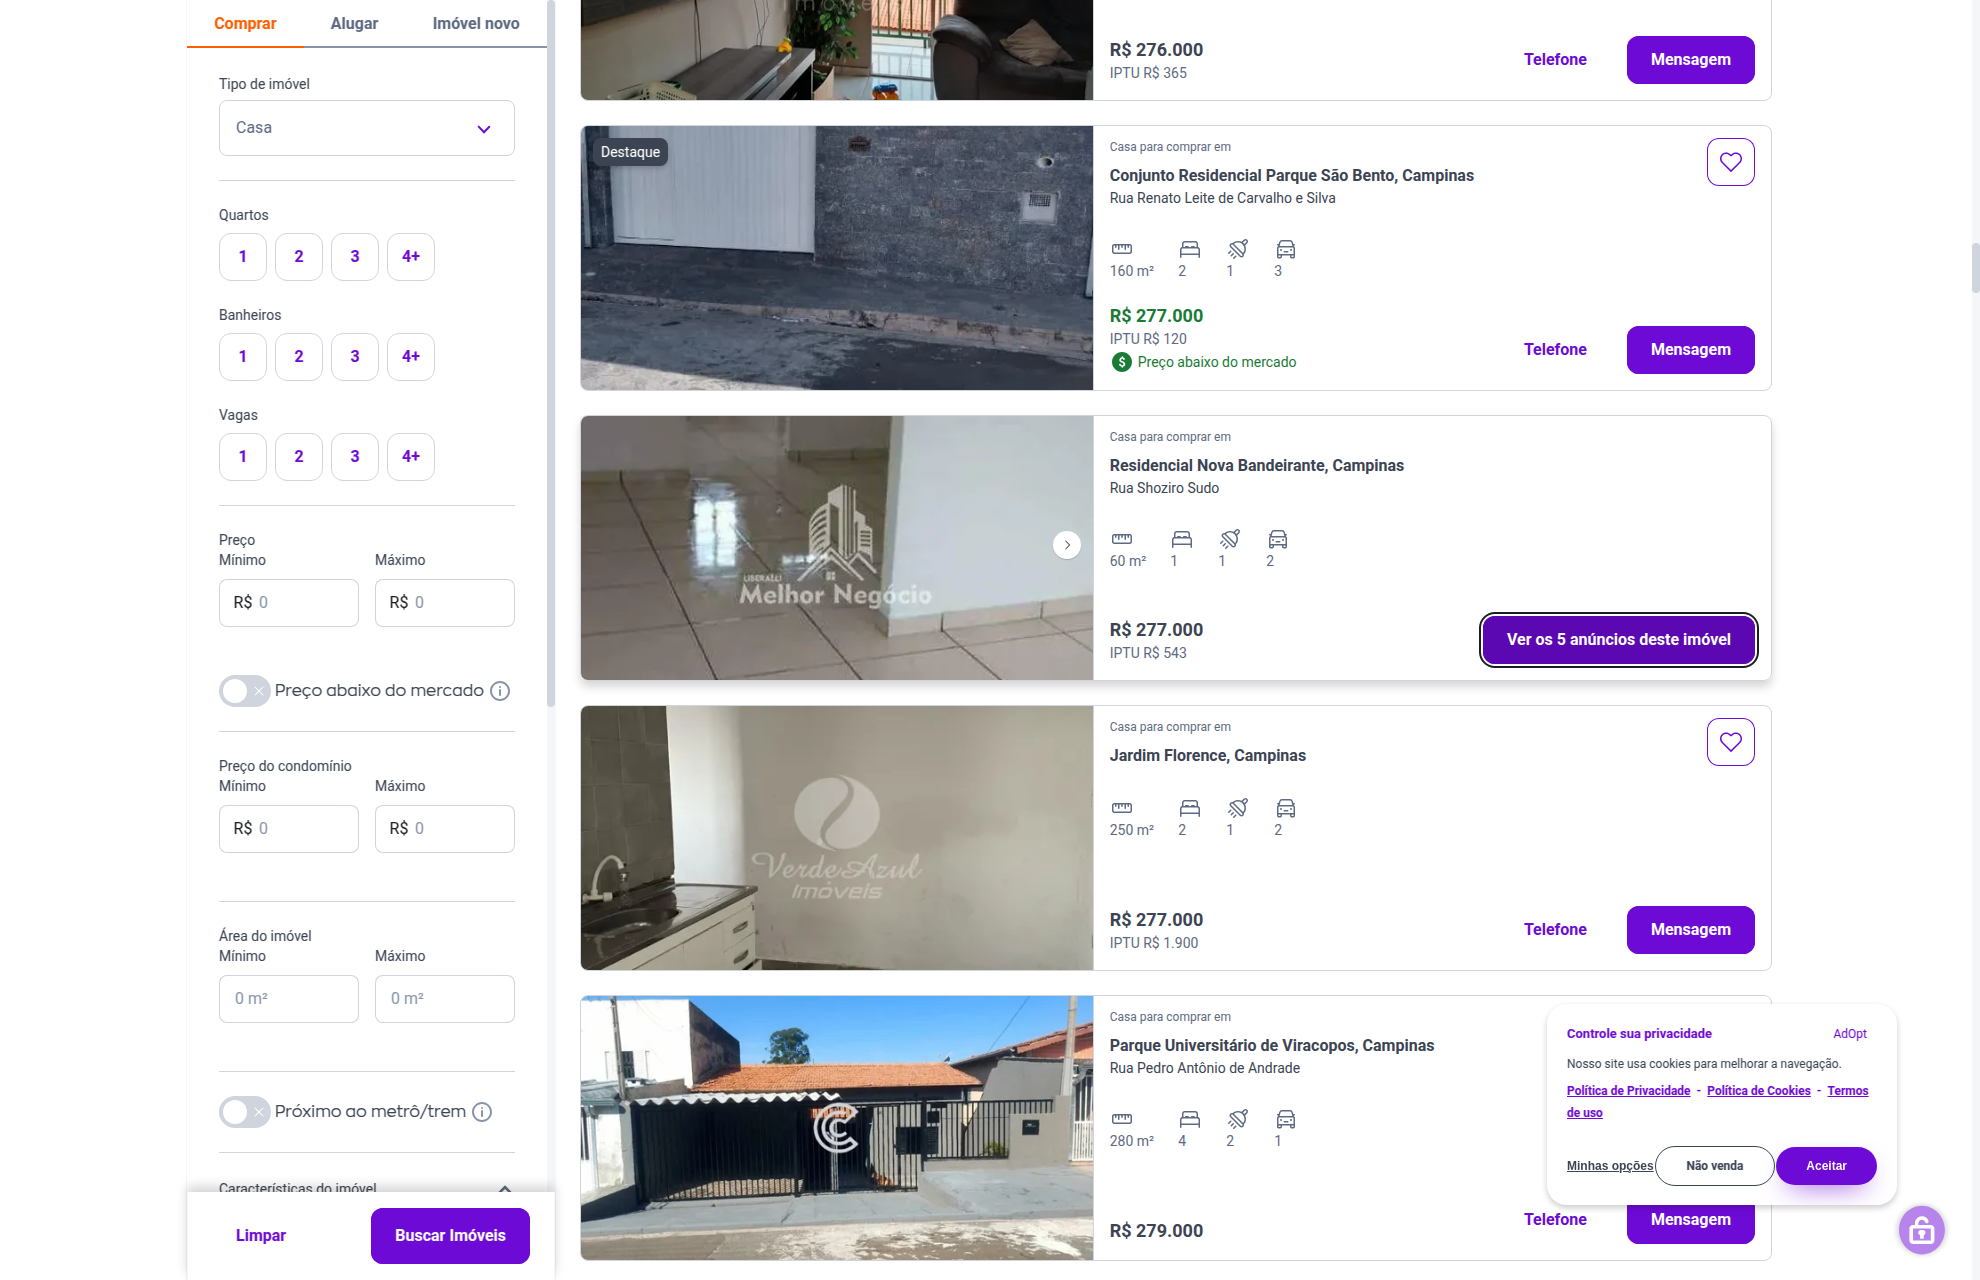 Comprar
Alugar
Imóvel novo
Tipo de imóvel
Casa
Quartos
1
2
3
4+
Banheiros
1
2
3
4+
Vagas
1
2
3
4+
Preço
Mínimo
Máximo
R$ 0
R$ 0
Preço abaixo do mercado
Preço do condomínio
Mínimo
Máximo
R$ 0
R$ 0
Área do imóvel
Mínimo
Máximo
0 m²
0 m²
Próximo ao metrô/trem
Características do imóvel
Limpar
Buscar Imóveis
R$ 276.000
IPTU R$ 365
Telefone
Mensagem
Destaque
Casa para comprar em
Conjunto Residencial Parque São Bento, Campinas
Rua Renato Leite de Carvalho e Silva
160 m²
2
1
3
R$ 277.000
IPTU R$ 120
Preço abaixo do mercado
Telefone
Mensagem
LIBERALLI
Melhor Negócio
Casa para comprar em
Residencial Nova Bandeirante, Campinas
Rua Shoziro Sudo
60 m²
1
1
2
R$ 277.000
IPTU R$ 543
Ver os 5 anúncios deste imóvel
VerdeAzul
Imóveis
Casa para comprar em
Jardim Florence, Campinas
250 m²
2
1
2
R$ 277.000
IPTU R$ 1.900
Telefone
Mensagem
Casa para comprar em
Parque Universitário de Viracopos, Campinas
Rua Pedro Antônio de Andrade
280 m²
4
2
1
R$ 279.000
Telefone
Mensagem
Controle sua privacidade
AdOpt
Nosso site usa cookies para melhorar a navegação.
Política de Privacidade - Política de Cookies - Termos
de uso
Minhas opções
Não venda
Aceitar